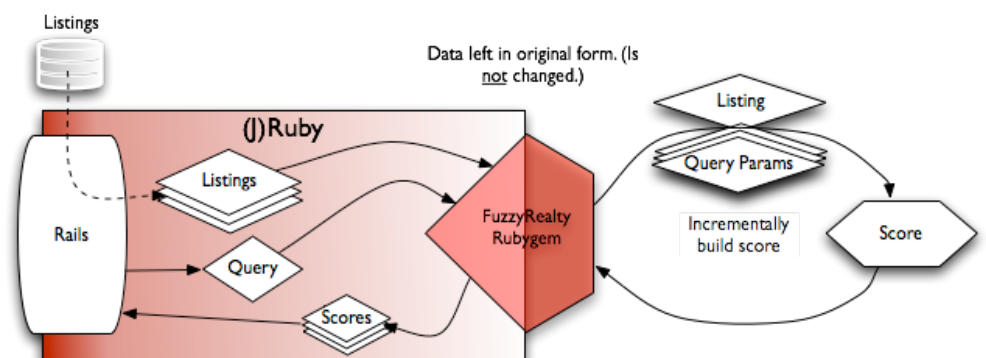 Listings
Data left in original form. (Is
not changed.)
Listing
(J)Ruby
Listings
Query Params
Rails
FuzzyRealty
Rubygem
Incrementally
build score
Score
Query
Scores